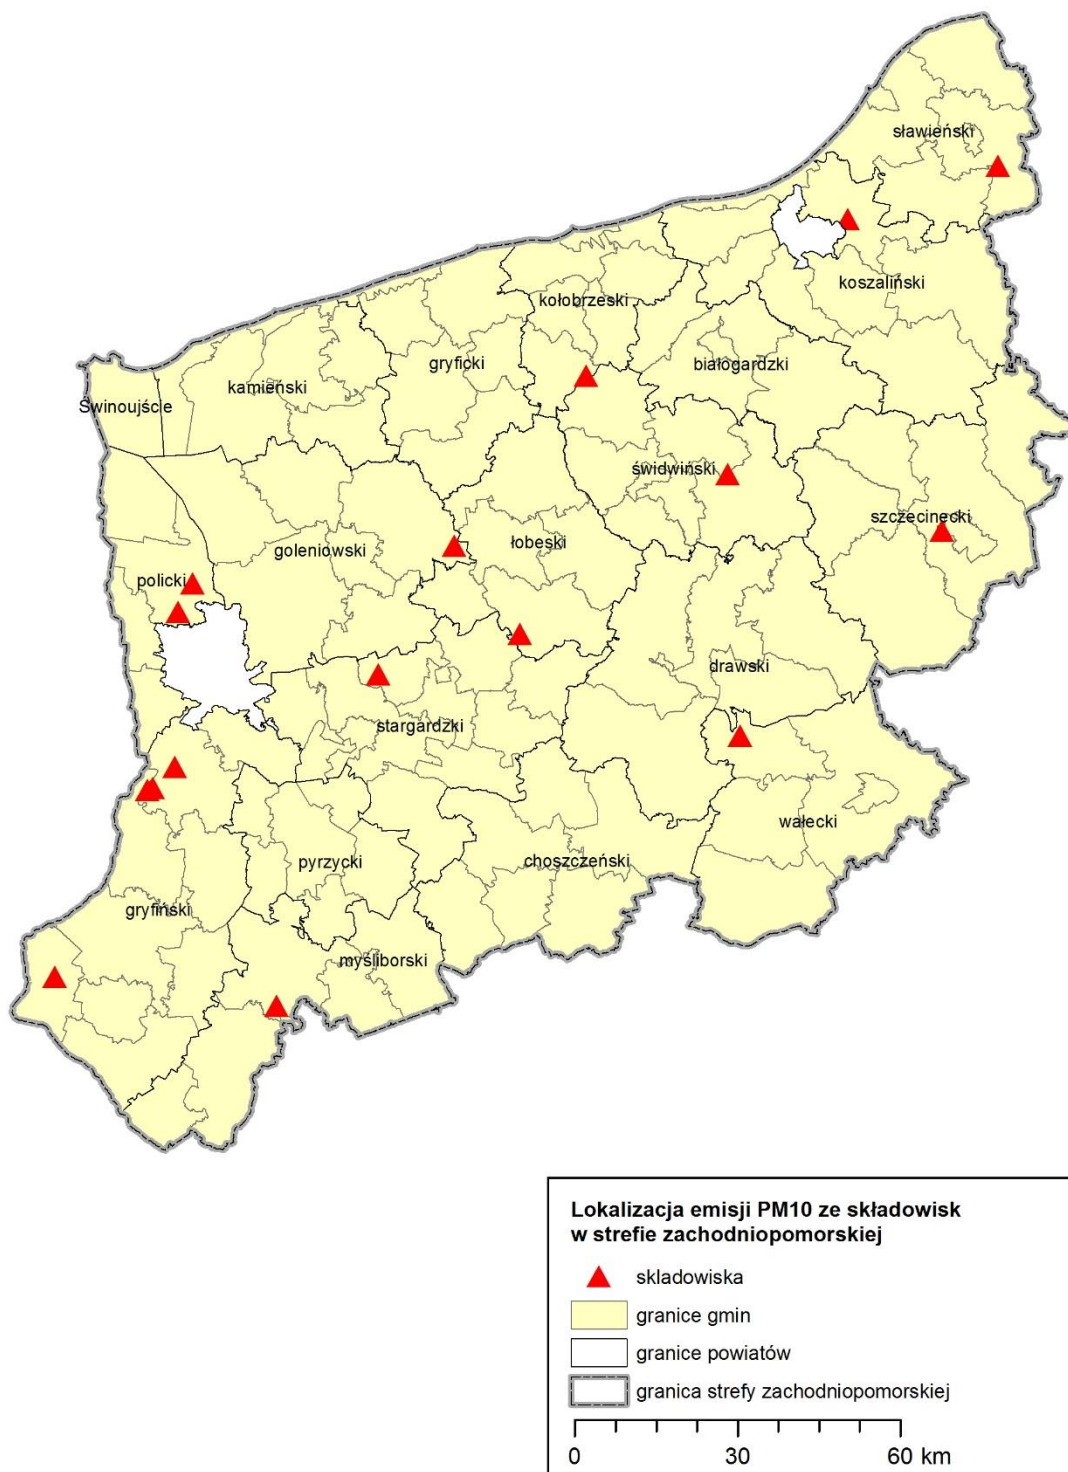 sławieński
koszaliński
kołobrzeski
gryficki
białogardzki
kamieński
Świnoujście
świdwiński
szczecinecki
goleniowski
łobeski
policki
drawski
stargardzki
wałecki
pyrzycki
choszczeński
gryfiński
myśliborski
Lokalizacja emisji PM10 ze składowisk
w strefie zachodniopomorskiej
skladowiska
granice gmin
granice powiatów
granica strefy zachodniopomorskiej
0 30 60 km